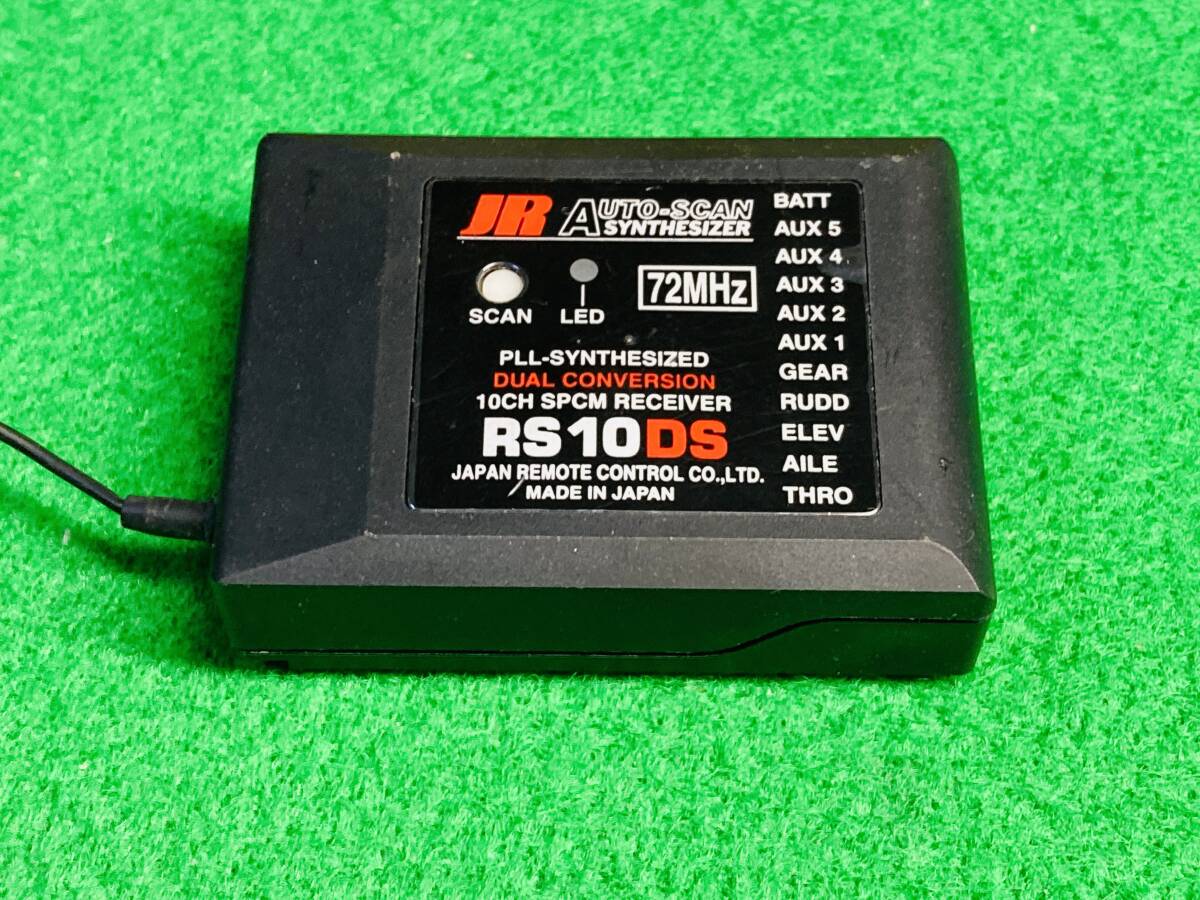 JR AUTO-SCAN
SYNTHESIZER
SCAN LED
72MHz
PLL-SYNTHESIZED
DUAL CONVERSION
10CH SPCM RECEIVER
RS10DS
JAPAN REMOTE CONTROL CO.,LTD.
MADE IN JAPAN
BATT
AUX 5
AUX 4
AUX 3
AUX 2
AUX 1
GEAR
RUDD
ELEV
AILE
THRO